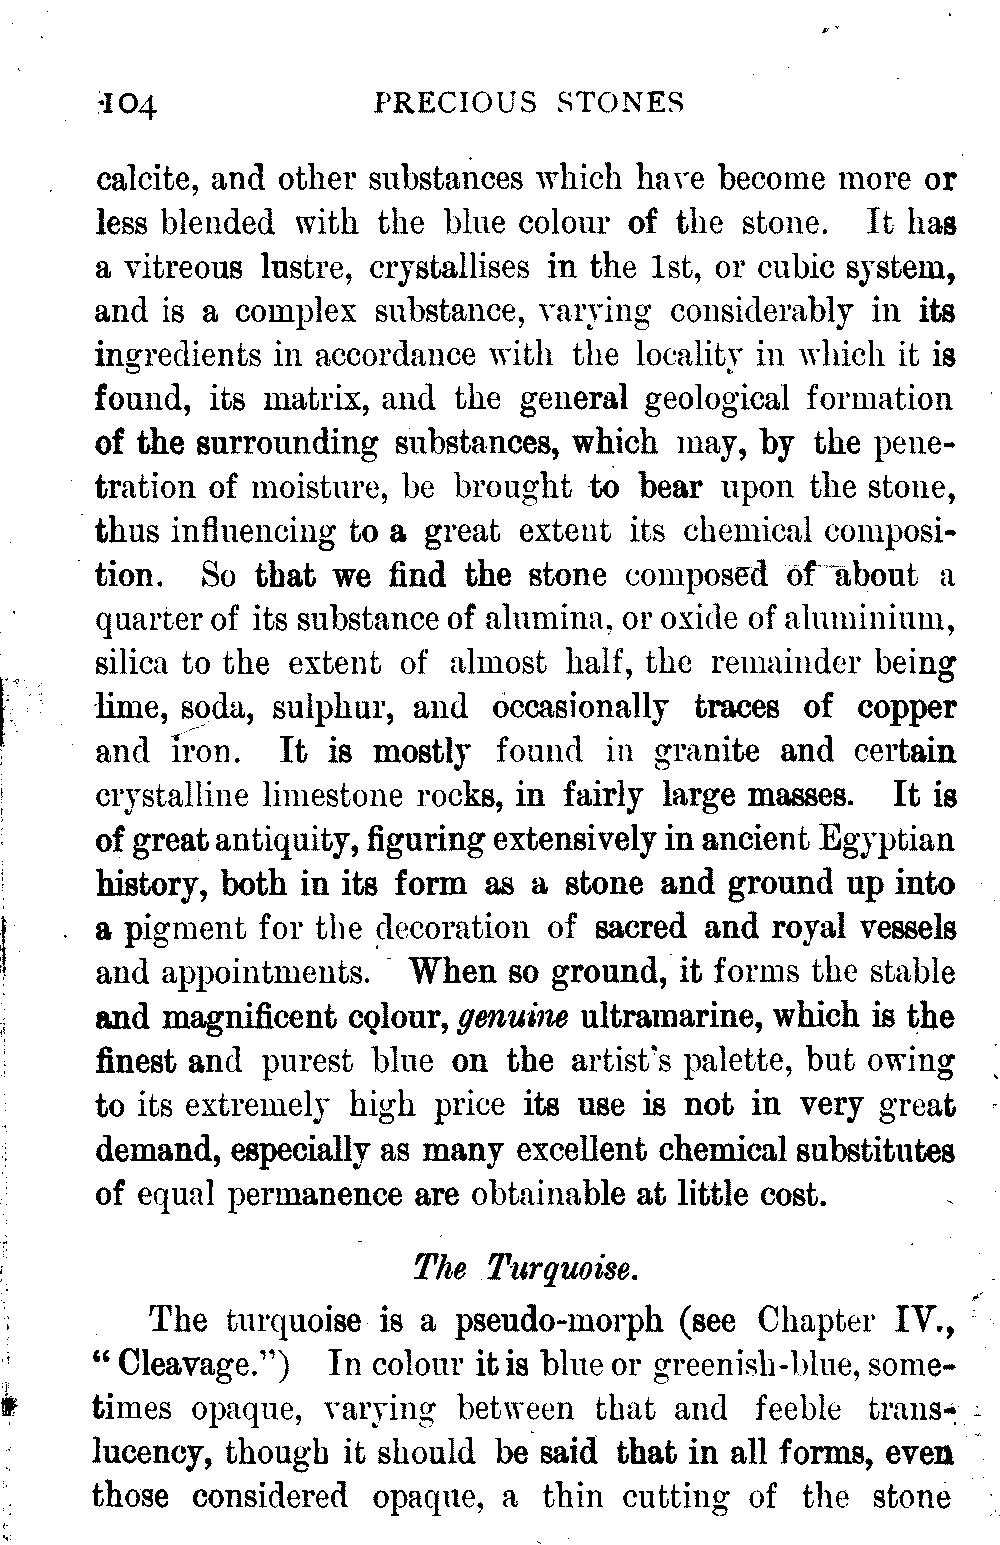 104 PRECIOUS STONES
calcite, and other substances which have become more or
less blended with the blue colour of the stone. It has
a vitreous lustre, crystallises in the 1st, or cubic system,
and is a complex substance, varying considerably in its
ingredients in accordance with the locality in which it is
found, its matrix, and the general geological formation
of the surrounding substances, which may, by the pene-
tration of moisture, be brought to bear upon the stone,
thus influencing to a great extent its chemical composi-
tion. So that we find the stone composed of about a
quarter of its substance of alumina, or oxide of aluminium,
silica to the extent of almost half, the remainder being
lime, soda, sulphur, and occasionally traces of copper
and iron. It is mostly found in granite and certain
crystalline limestone rocks, in fairly large masses. It is
of great antiquity, figuring extensively in ancient Egyptian
history, both in its form as a stone and ground up into
a pigment for the decoration of sacred and royal vessels
and appointments. When so ground, it forms the stable
and magnificent colour, genuine ultramarine, which is the
finest and purest blue on the artist's palette, but owing
to its extremely high price its use is not in very great
demand, especially as many excellent chemical substitutes
of equal permanence are obtainable at little cost.
The Turquoise.
The turquoise is a pseudo-morph (see Chapter IV.,
“Cleavage.”) In colour it is blue or greenish-blue, some-
times opaque, varying between that and feeble trans-
lucency, though it should be said that in all forms, even
those considered opaque, a thin cutting of the stone